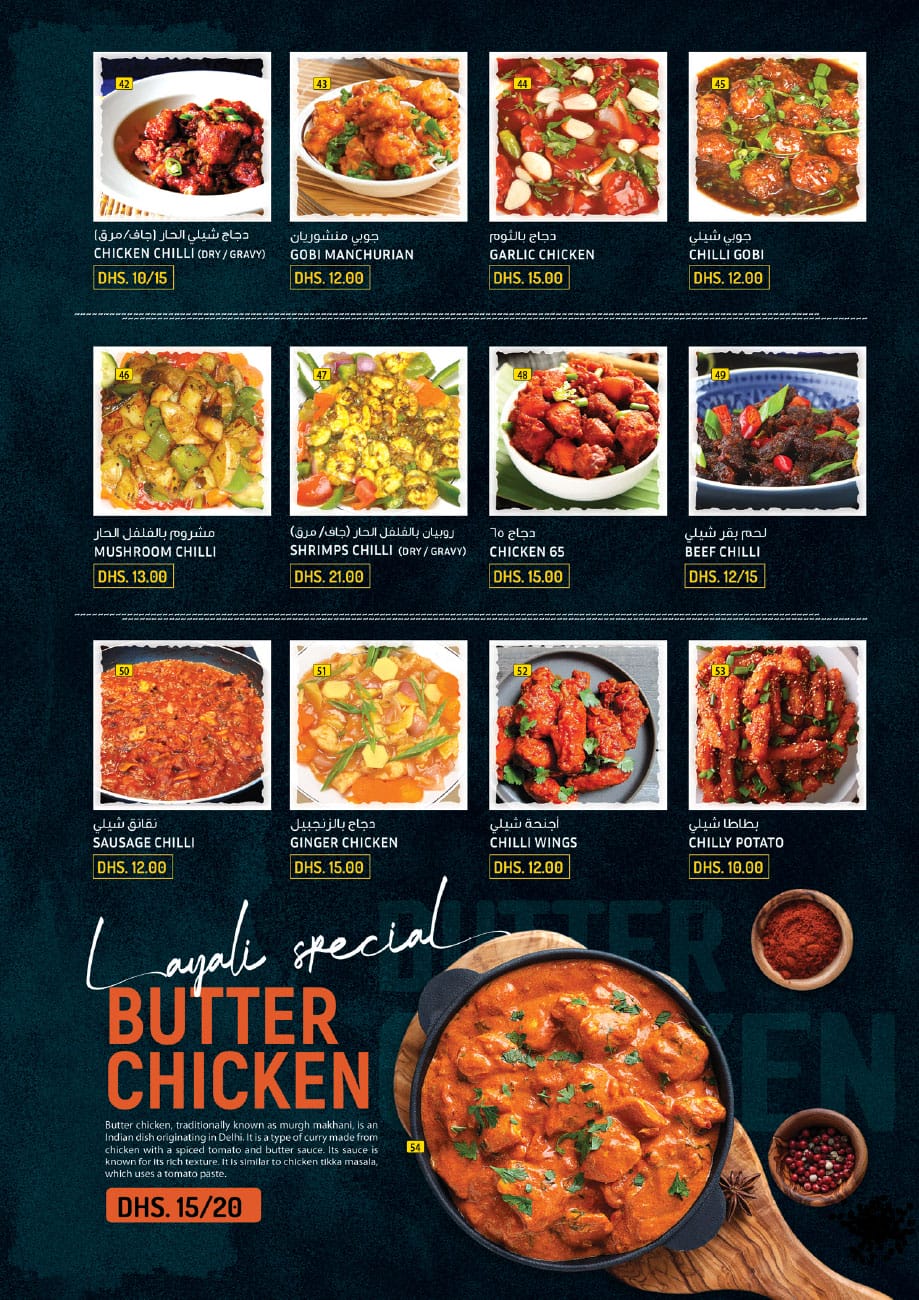 42
دجاج شيلي الحار (جاف/مرق)
CHICKEN CHILLI (DRY / GRAVY)
DHS. 10/15
43
جوبي منشوريان
GOBI MANCHURIAN
DHS. 12.00
44
دجاج بالثوم
GARLIC CHICKEN
DHS. 15.00
45
جوبي شيلي
CHILLI GOBI
DHS. 12.00
46
مشروم بالفلفل الحار
MUSHROOM CHILLI
DHS. 13.00
47
روبيان بالفلفل الحار (جاف/ مرق)
SHRIMPS CHILLI (DRY / GRAVY)
DHS. 21.00
48
دجاج ٦٥
CHICKEN 65
DHS. 15.00
49
لحم بقر شيلي
BEEF CHILLI
DHS. 12/15
50
نقانق شيلي
SAUSAGE CHILLI
DHS. 12.00
51
دجاج بالزنجبيل
GINGER CHICKEN
DHS. 15.00
52
أجنحة شيلي
CHILLI WINGS
DHS. 12.00
53
بطاطا شيلي
CHILLY POTATO
DHS. 10.00
Layali special
BUTTER
CHICKEN
Butter chicken, traditionally known as murgh makhani, is an
Indian dish originating in Delhi. It is a type of curry made from
chicken with a spiced tomato and butter sauce. Its sauce is
known for its rich texture. It is similar to chicken tikka masala,
which uses a tomato paste.
DHS. 15/20
54